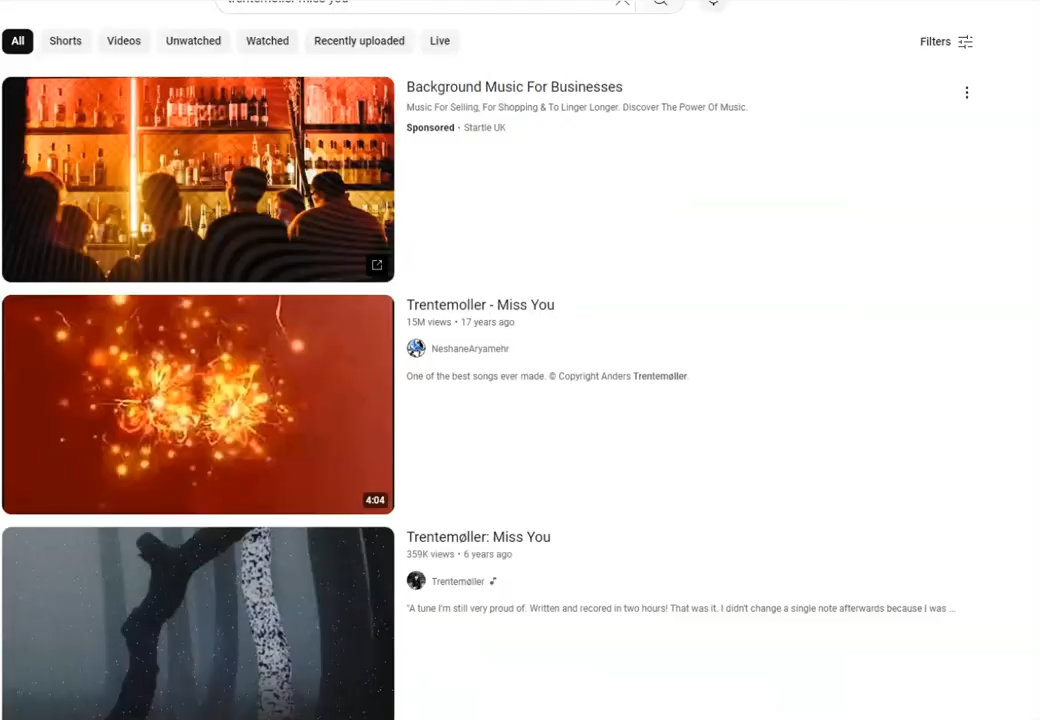 All
Shorts
Videos
Unwatched
Watched
Recently uploaded
Live
Filters
Background Music For Businesses
Music For Selling, For Shopping & To Linger Longer. Discover The Power Of Music.
Sponsored · Startle UK
Trentemoller - Miss You
15M views · 17 years ago
NeshaneAryamehr
One of the best songs ever made. © Copyright Anders Trentemøller.
4:04
Trentemøller: Miss You
359K views · 6 years ago
Trentemøller
"A tune I'm still very proud of. Written and recored in two hours! That was it. I didn't change a single note afterwards because i was ...